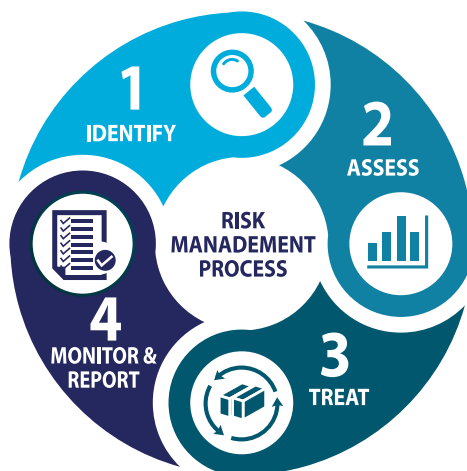 1
IDENTIFY
2
ASSESS
RISK
MANADEMENT
PROCESS
3
TREAT
4
MONITOR &
REPORT